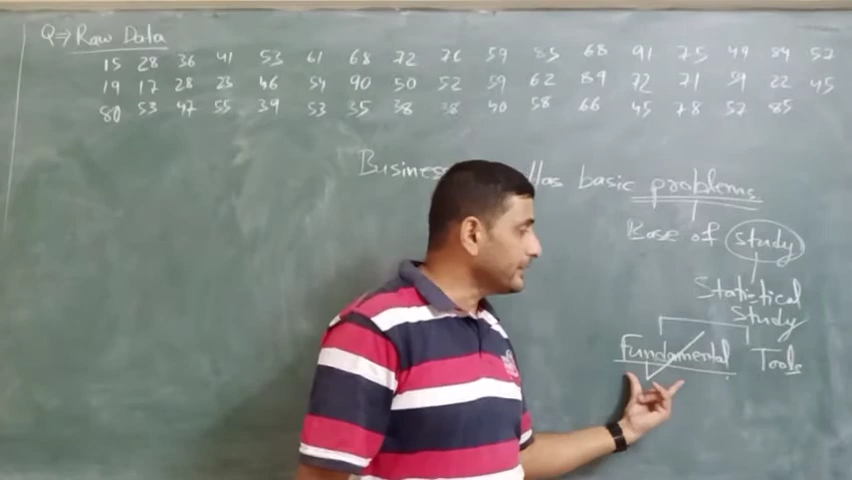 Q⇒ Raw Data
15 28 36 41 53 61 68 72 76 59 85 68 91 75 49 84 52
19 17 28 23 46 54 90 50 52 59 62 89 72 71 59 22 45
80 53 47 55 39 53 35 38 38 40 58 66 45 78 52 85
Business Has basic problems
Base of study
Statistical
Study
Fundamental Tools